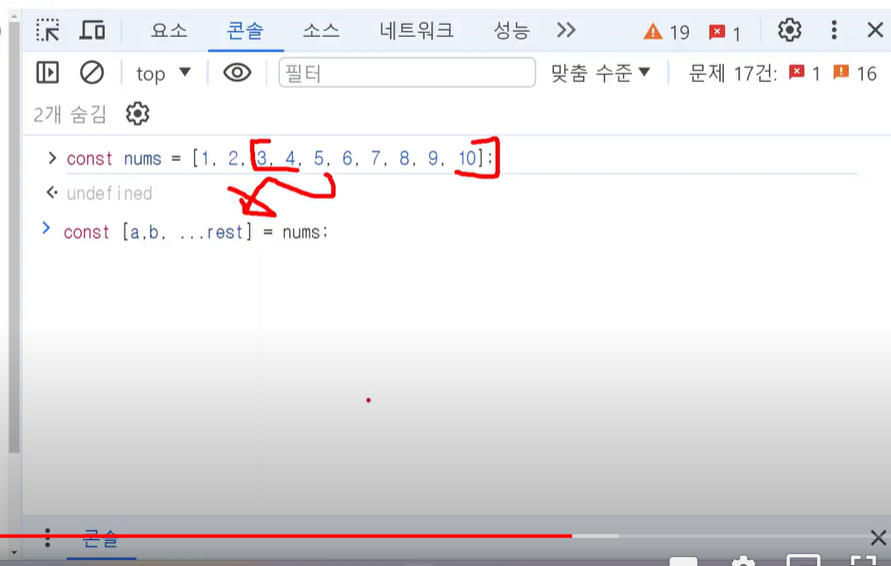 요소 콘솔 소스 네트워크 성능 19 1
top 필터 맞춤 수준 문제 17건: 1 16
2개 숨김
> const nums = [1, 2, 3, 4, 5, 6, 7, 8, 9, 10];
undefined
> const [a,b, ...rest] = nums;
콘솔